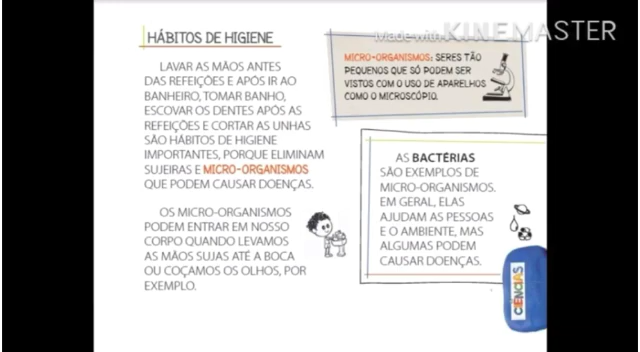 Made with KINEMASTER
HÁBITOS DE HIGIENE
LAVAR AS MÃOS ANTES
DAS REFEIÇÕES E APÓS IR AO
BANHEIRO, TOMAR BANHO,
ESCOVAR OS DENTES APÓS AS
REFEIÇÕES E CORTAR AS UNHAS
SÃO HÁBITOS DE HIGIENE
IMPORTANTES, PORQUE ELIMINAM
SUJEIRAS E MICRO-ORGANISMOS
QUE PODEM CAUSAR DOENÇAS.
OS MICRO-ORGANISMOS
PODEM ENTRAR EM NOSSO
CORPO QUANDO LEVAMOS
AS MÃOS SUJAS ATÉ A BOCA
OU COÇAMOS OS OLHOS, POR
EXEMPLO.
MICRO-ORGANISMOS: SERES TÃO
PEQUENOS QUE SÓ PODEM SER
VISTOS COM O USO DE APARELHOS
COMO O MICROSCÓPIO.
AS BACTÉRIAS
SÃO EXEMPLOS DE
MICRO-ORGANISMOS.
EM GERAL, ELAS
AJUDAM AS PESSOAS
E O AMBIENTE, MAS
ALGUMAS PODEM
CAUSAR DOENÇAS.
CIÊNCIAS